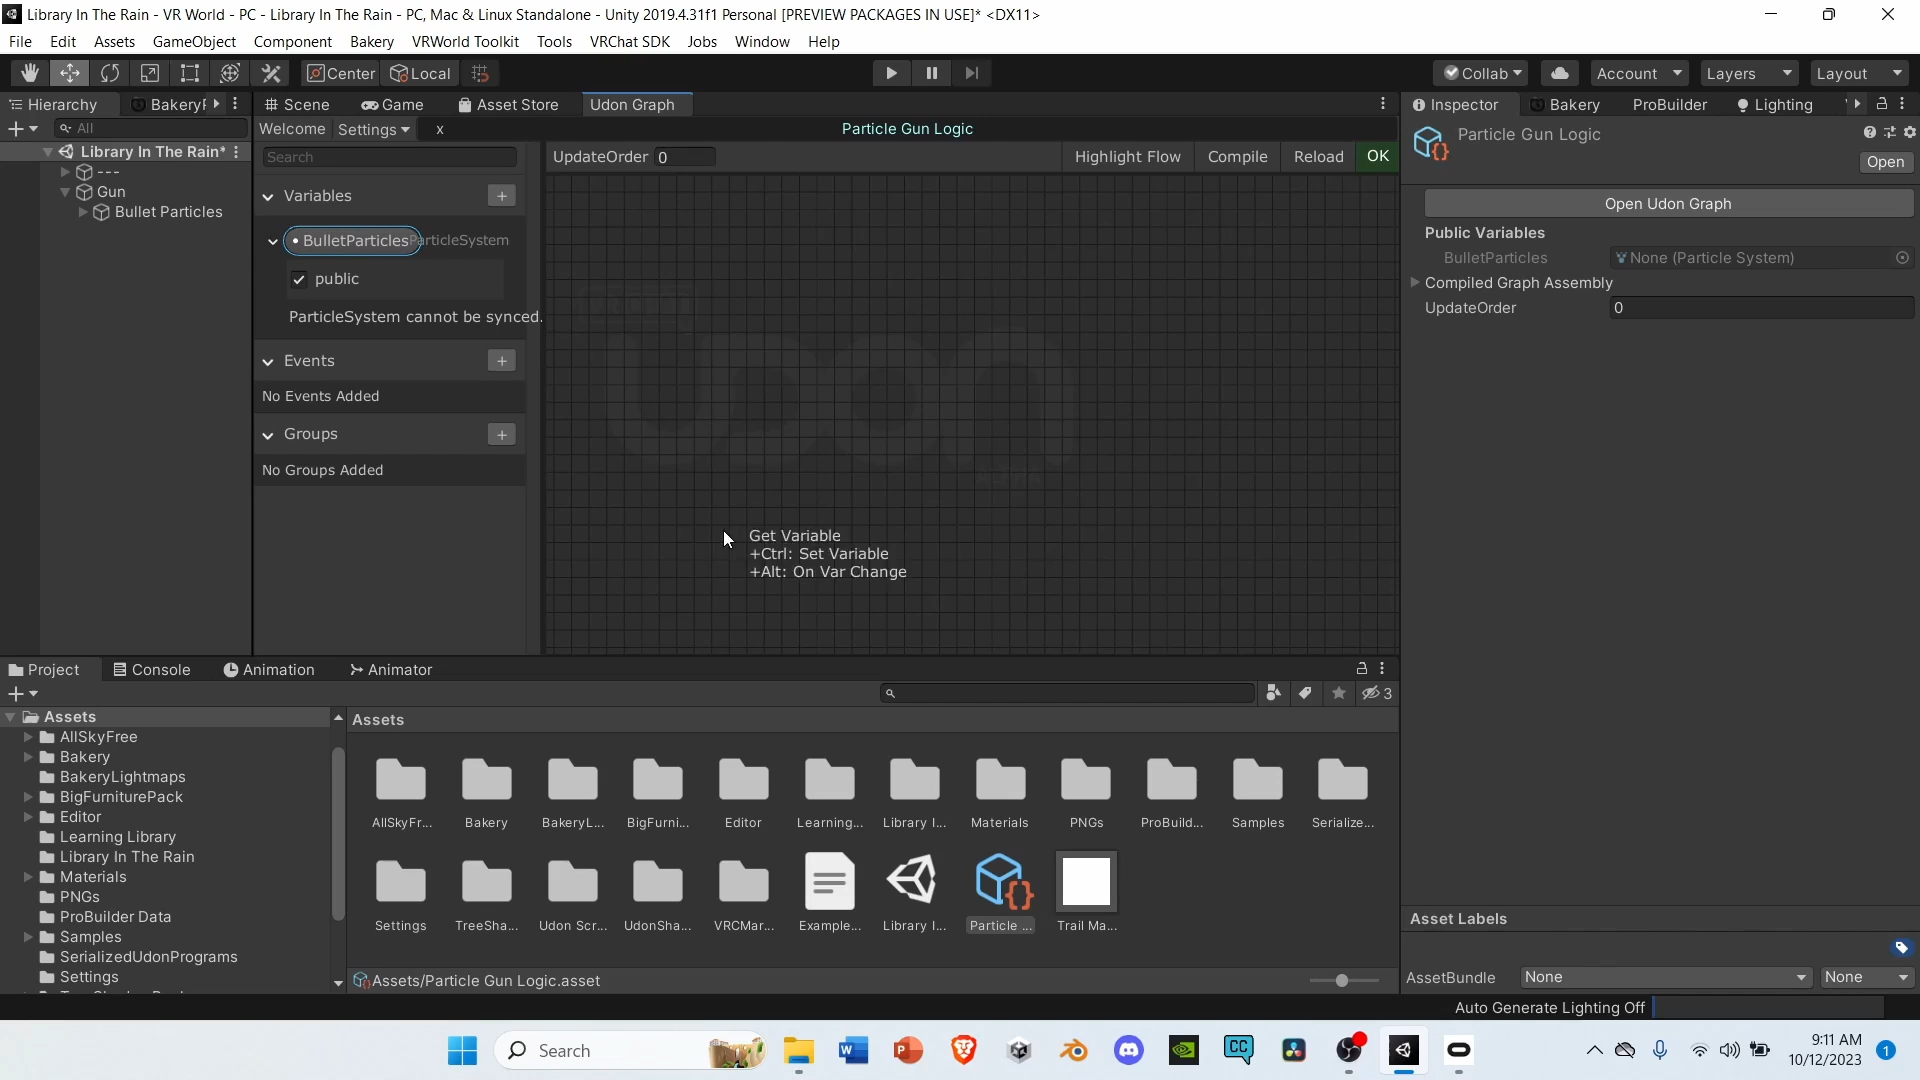 Library In The Rain - VR World - PC - Library In The Rain - PC, Mac & Linux Standalone - Unity 2019.4.31f1 Personal [PREVIEW PACKAGES IN USE]* <DX11>
File Edit Assets GameObject Component Bakery VRWorld Toolkit Tools VRChat SDK Jobs Window Help
Center Local Collab Account Layers Layout
Hierarchy Scene Game Asset Store Udon Graph Inspector Bakery ProBuilder Lighting
All Welcome Settings x Particle Gun Logic Particle Gun Logic
Library In The Rain* Search UpdateOrder 0 Highlight Flow Compile Reload OK Open
---
Gun Variables +
Bullet Particles Open Udon Graph
Public Variables
BulletParticles ParticleSystem
BulletParticles None (Particle System)
public Compiled Graph Assembly
UpdateOrder 0
ParticleSystem cannot be synced.
Events +
No Events Added
Groups +
No Groups Added
Get Variable
+Ctrl: Set Variable
+Alt: On Var Change
Project Console Animation Animator
3
Assets Assets
AllSkyFree
Bakery
BakeryLightmaps
BigFurniturePack
Editor
Learning Library
Library In The Rain
Materials
PNGs
ProBuilder Data
Samples
SerializedUdonPrograms
Settings
AllSkyFr... Bakery BakeryL... BigFurni... Editor Learning... Library I... Materials PNGs ProBuild... Samples Serialize...
Settings TreeSha... Udon Scr... UdonSha... VRCMar... Example... Library I... Particle ... Trail Ma...
Assets/Particle Gun Logic.asset
Asset Labels
AssetBundle None None
Auto Generate Lighting Off
Search 9:11 AM
10/12/2023 1